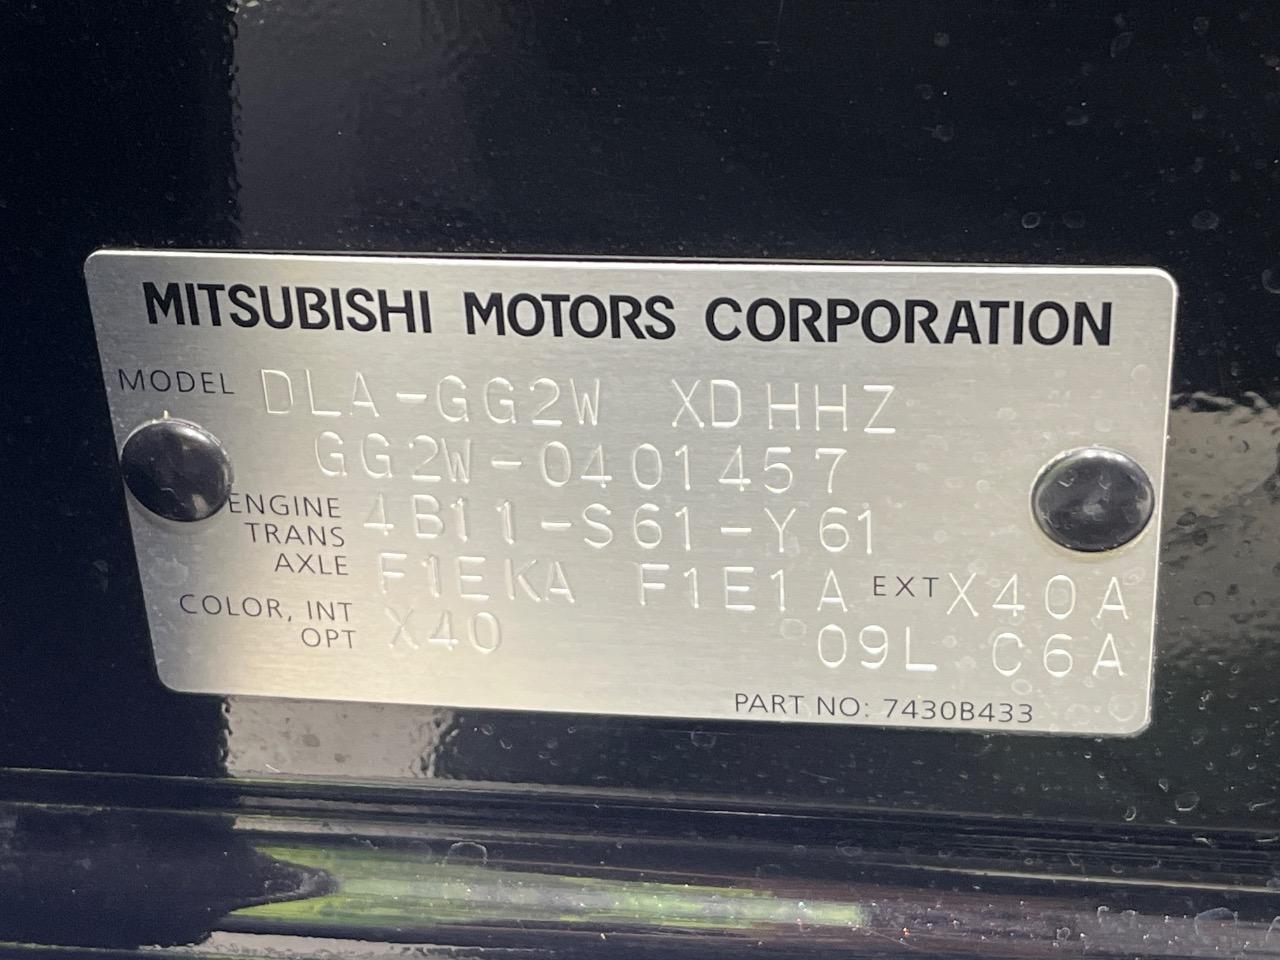 MITSUBISHI MOTORS CORPORATION
MODEL DLA-GG2W XDHHZ
GG2W-0401457
ENGINE 4B11-S61-Y61
TRANS
AXLE F1EKA F1E1A EXT X40A
COLOR, INT
OPT X40 09L C6A
PART NO: 7430B433